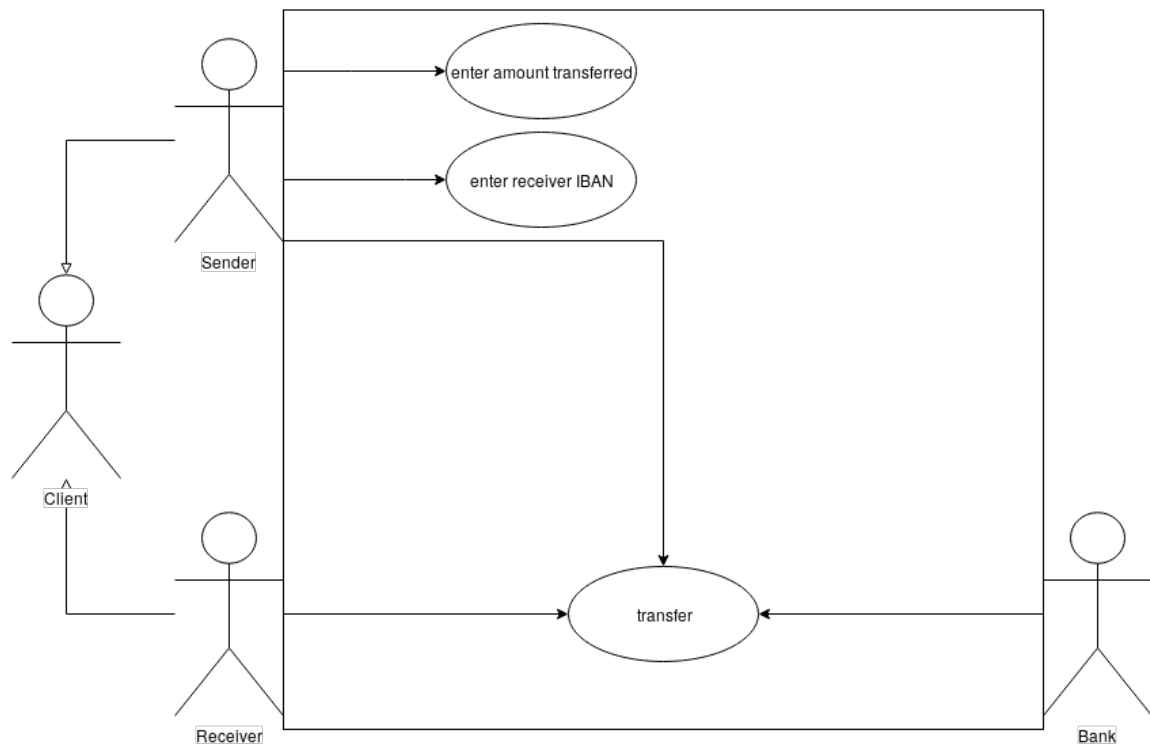 enter amount transferred
enter receiver IBAN
Sender
Client
transfer
Receiver
Bank